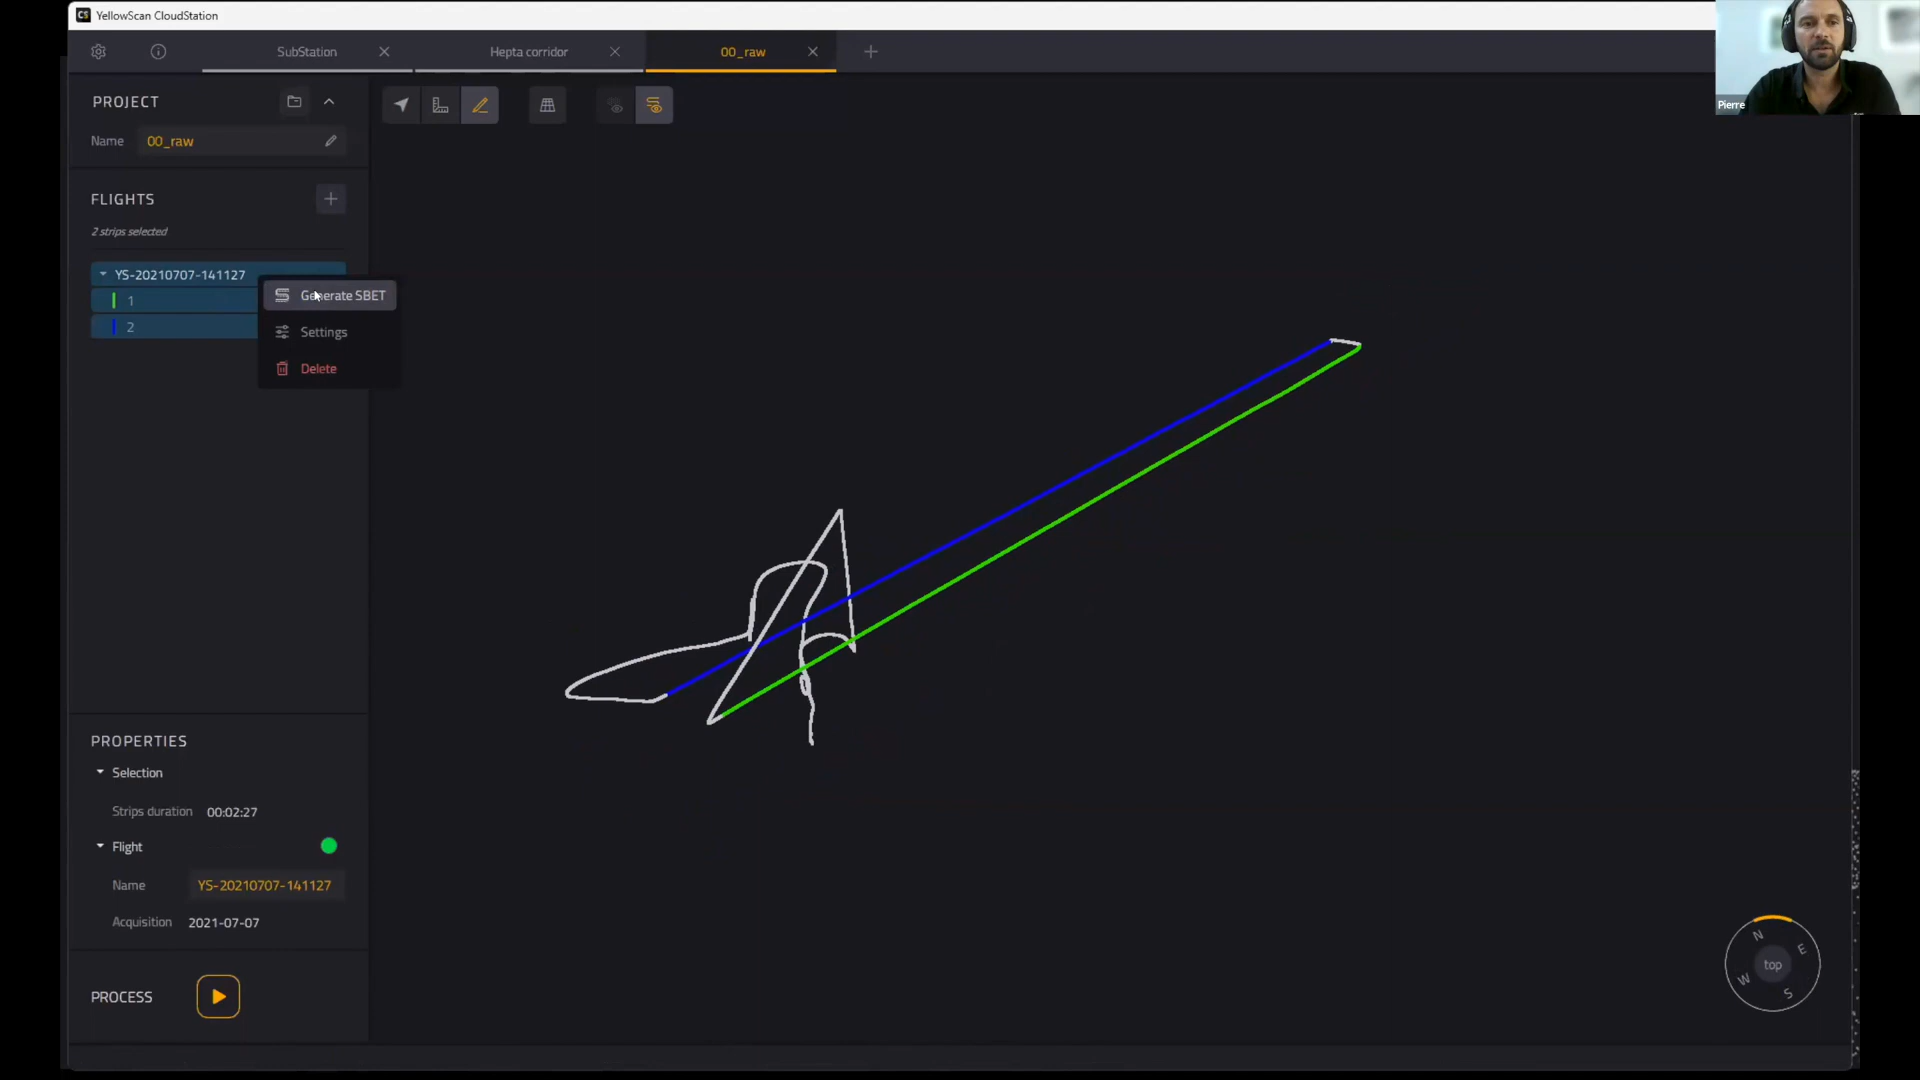 CS YellowScan CloudStation
SubStation
Hepta corridor
00_raw
Pierre
PROJECT
Name 00_raw
FLIGHTS
2 strips selected
YS-20210707-141127
1
2
Generate SBET
Settings
Delete
PROPERTIES
Selection
Strips duration 00:02:27
Flight
Name YS-20210707-141127
Acquisition 2021-07-07
PROCESS
N
E
top
W
S